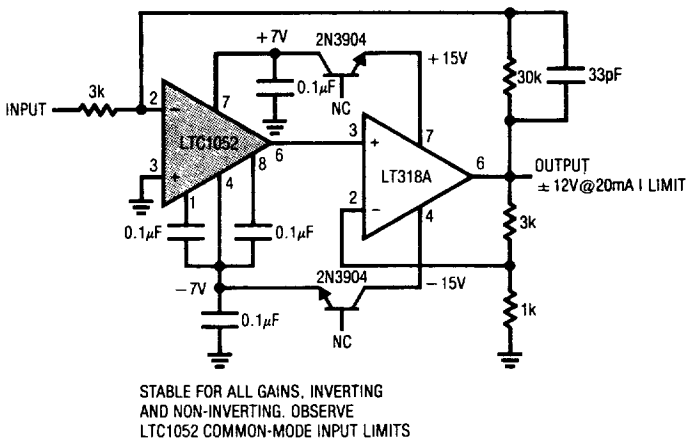 +7V
2N3904
+15V
0.1μF
NC
30k
33pF
INPUT
3k
2
7
LTC1052
6
3
8
1
4
3
7
LT318A
6
2
4
OUTPUT
±12V@20mA I LIMIT
0.1μF
0.1μF
3k
2N3904
-7V
-15V
0.1μF
NC
1k
STABLE FOR ALL GAINS, INVERTING
AND NON-INVERTING. OBSERVE
LTC1052 COMMON-MODE INPUT LIMITS